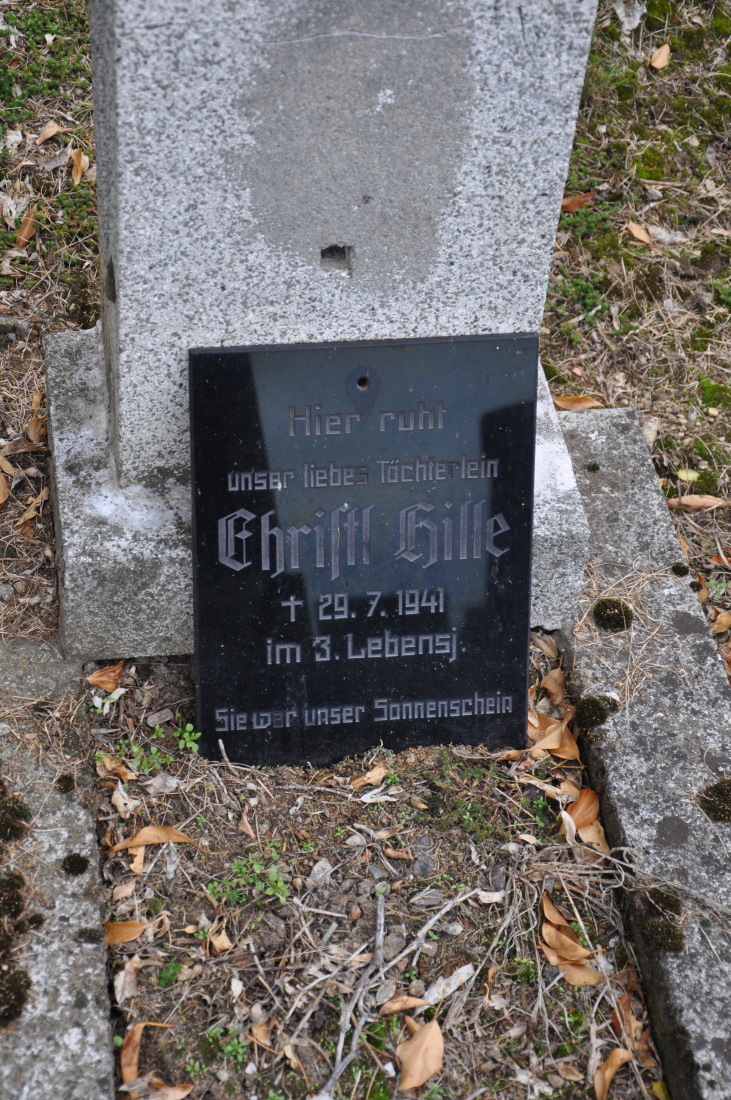 Hier ruht
unser liebes Töchterlein
Christl Hille
† 29. 7. 1941
im 3. Lebensj.
Sie war unser Sonnenschein